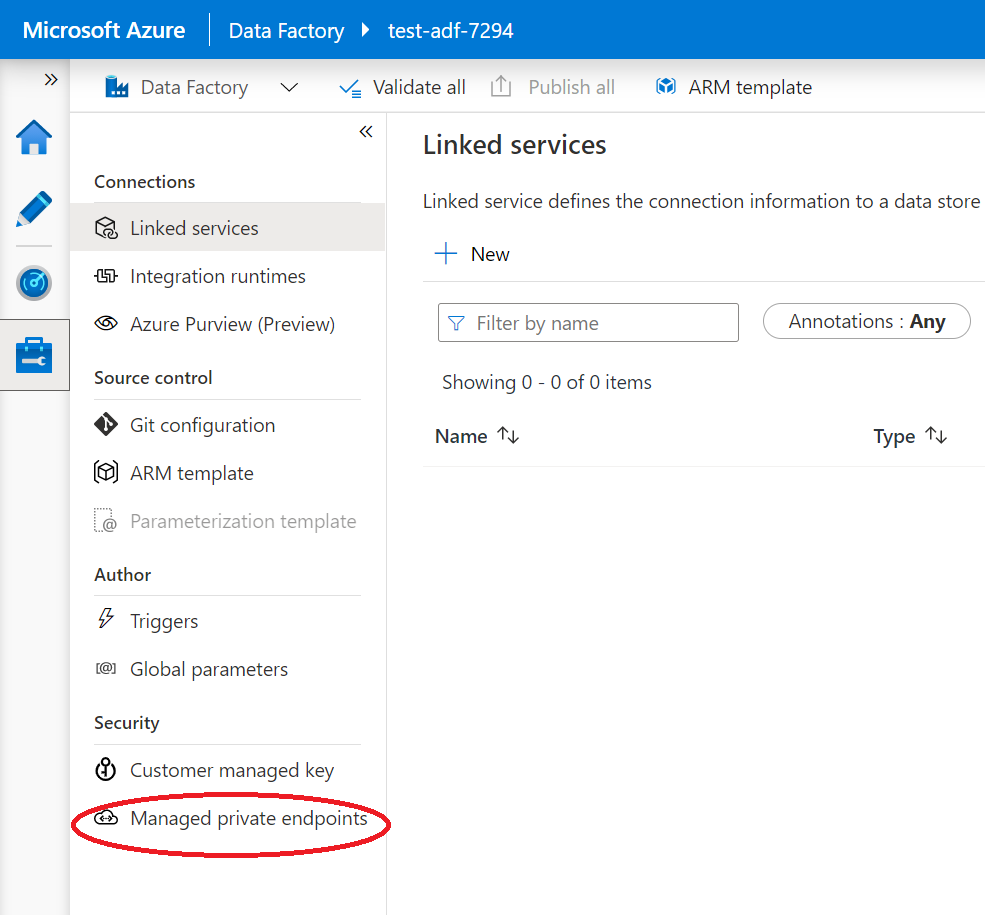 Microsoft Azure Data Factory test-adf-7294
Data Factory Validate all Publish all ARM template
Connections
Linked services
Integration runtimes
Azure Purview (Preview)
Source control
Git configuration
ARM template
Parameterization template
Author
Triggers
Global parameters
Security
Customer managed key
Managed private endpoints
Linked services
Linked service defines the connection information to a data store
New
Filter by name Annotations : Any
Showing 0 - 0 of 0 items
Name Type